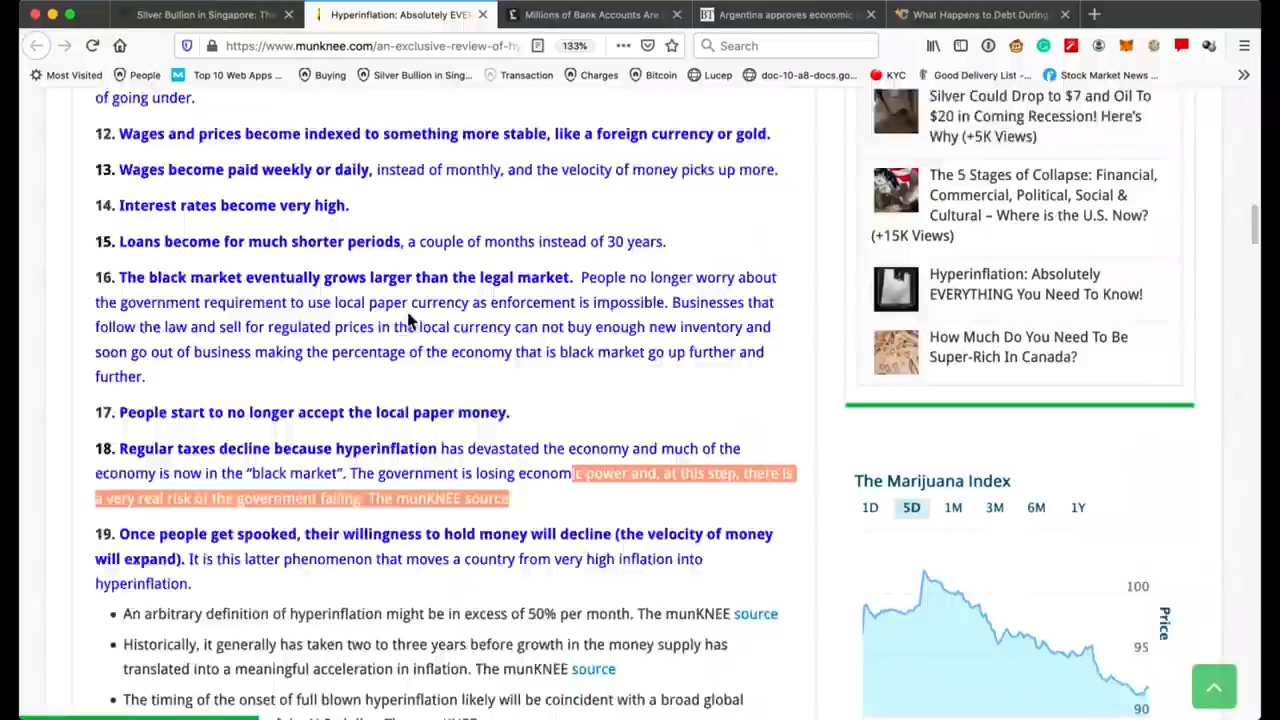 Silver Bullion in Singapore: The
Hyperinflation: Absolutely EVE
Millions of Bank Accounts Are
Argentina approves economic
What Happens to Debt During
https://www.munknee.com/an-exclusive-review-of-hy
133%
Search
Most Visited
People
Top 10 Web Apps ...
Buying
Silver Bullion in Sing...
Transaction
Charges
Bitcoin
Lucep
doc-10-a8-docs.go...
KYC
Good Delivery List -...
Stock Market News ...
of going under.
12. Wages and prices become indexed to something more stable, like a foreign currency or gold.
13. Wages become paid weekly or daily, instead of monthly, and the velocity of money picks up more.
14. Interest rates become very high.
15. Loans become for much shorter periods, a couple of months instead of 30 years.
16. The black market eventually grows larger than the legal market. People no longer worry about
the government requirement to use local paper currency as enforcement is impossible. Businesses that
follow the law and sell for regulated prices in the local currency can not buy enough new inventory and
soon go out of business making the percentage of the economy that is black market go up further and
further.
17. People start to no longer accept the local paper money.
18. Regular taxes decline because hyperinflation has devastated the economy and much of the
economy is now in the “black market”. The government is losing economic power and, at this step, there is
a very real risk of the government failing. The munKNEE source
19. Once people get spooked, their willingness to hold money will decline (the velocity of money
will expand). It is this latter phenomenon that moves a country from very high inflation into
hyperinflation.
• An arbitrary definition of hyperinflation might be in excess of 50% per month. The munKNEE source
• Historically, it generally has taken two to three years before growth in the money supply has
translated into a meaningful acceleration in inflation. The munKNEE source
• The timing of the onset of full blown hyperinflation likely will be coincident with a broad global
Silver Could Drop to $7 and Oil To
$20 in Coming Recession! Here's
Why (+5K Views)
The 5 Stages of Collapse: Financial,
Commercial, Political, Social &
Cultural – Where is the U.S. Now?
(+15K Views)
Hyperinflation: Absolutely
EVERYTHING You Need To Know!
How Much Do You Need To Be
Super-Rich In Canada?
The Marijuana Index
1D 5D 1M 3M 6M 1Y
100
95
90
Price